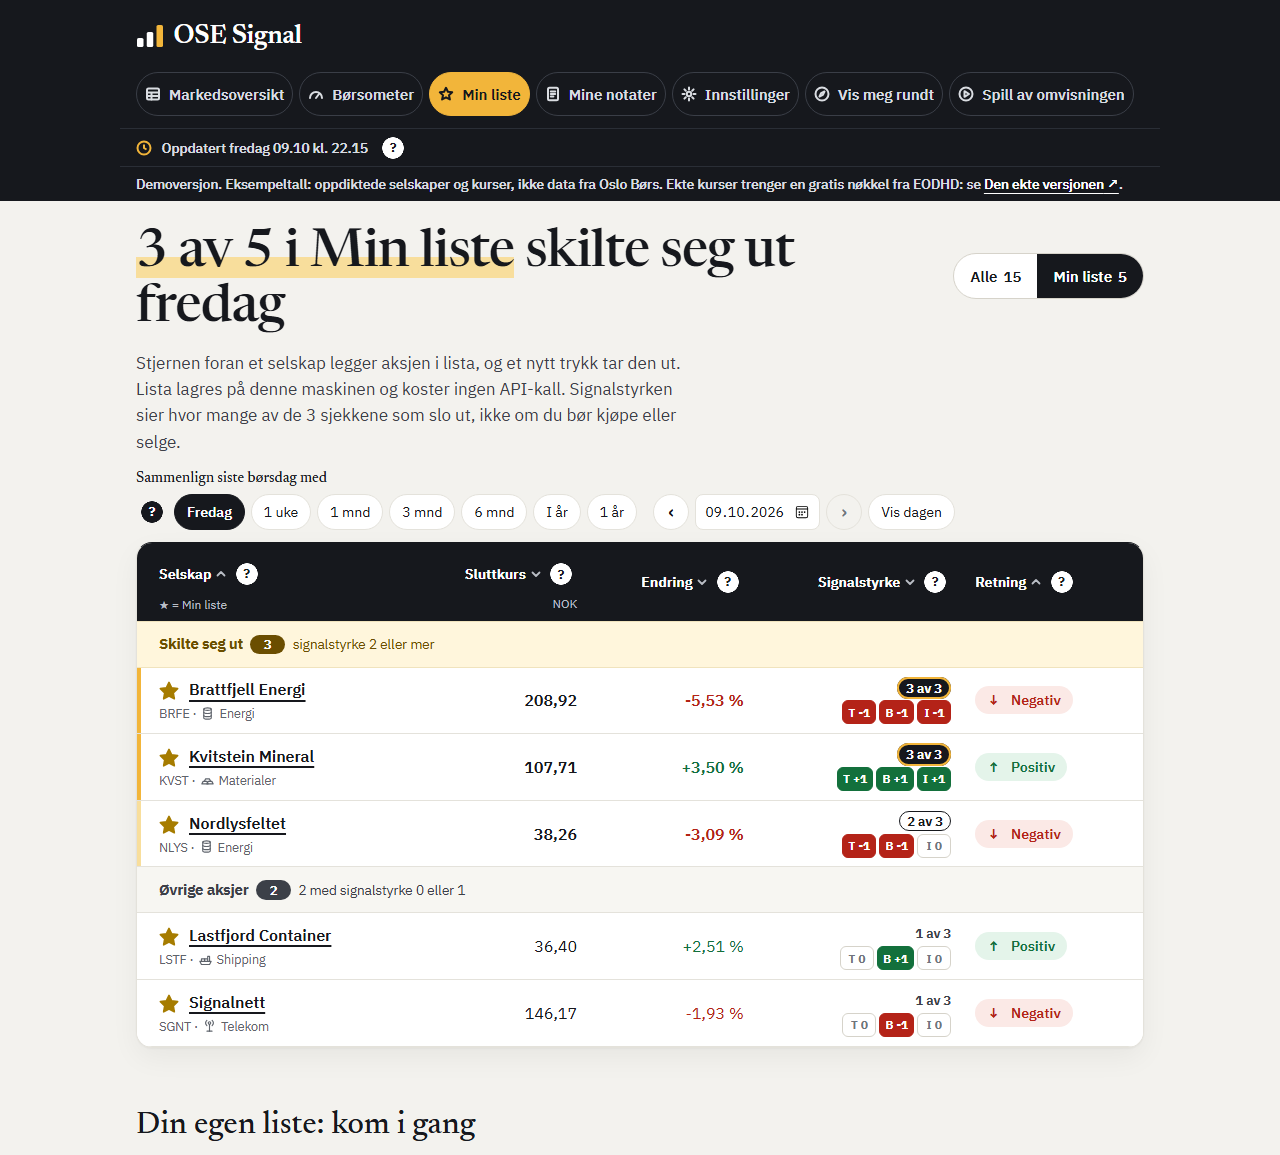 OSE Signal
Markedsoversikt
Børsometer
Min liste
Mine notater
Innstillinger
Vis meg rundt
Spill av omvisningen
Oppdatert fredag 09.10 kl. 22.15 ?
Demoversjon. Eksempeltall: oppdiktede selskaper og kurser, ikke data fra Oslo Børs. Ekte kurser trenger en gratis nøkkel fra EODHD: se Den ekte versjonen ↗.
3 av 5 i Min liste skilte seg ut
fredag
Alle 15 Min liste 5
Stjernen foran et selskap legger aksjen i lista, og et nytt trykk tar den ut.
Lista lagres på denne maskinen og koster ingen API-kall. Signalstyrken
sier hvor mange av de 3 sjekkene som slo ut, ikke om du bør kjøpe eller
selge.
Sammenlign siste børsdag med
? Fredag 1 uke 1 mnd 3 mnd 6 mnd I år 1 år ‹ 09.10.2026 › Vis dagen
Selskap ? Sluttkurs ? Endring ? Signalstyrke ? Retning ?
★ = Min liste NOK
Skilte seg ut 3 signalstyrke 2 eller mer
Brattfjell Energi 208,92 -5,53 % 3 av 3 ↓ Negativ
BRFE · Energi T -1 B -1 I -1
Kvitstein Mineral 107,71 +3,50 % 3 av 3 ↑ Positiv
KVST · Materialer T +1 B +1 I +1
Nordlysfeltet 38,26 -3,09 % 2 av 3 ↓ Negativ
NLYS · Energi T -1 B -1 I 0
Øvrige aksjer 2 2 med signalstyrke 0 eller 1
Lastfjord Container 36,40 +2,51 % 1 av 3 ↑ Positiv
LSTF · Shipping T 0 B +1 I 0
Signalnett 146,17 -1,93 % 1 av 3 ↓ Negativ
SGNT · Telekom T 0 B -1 I 0
Din egen liste: kom i gang